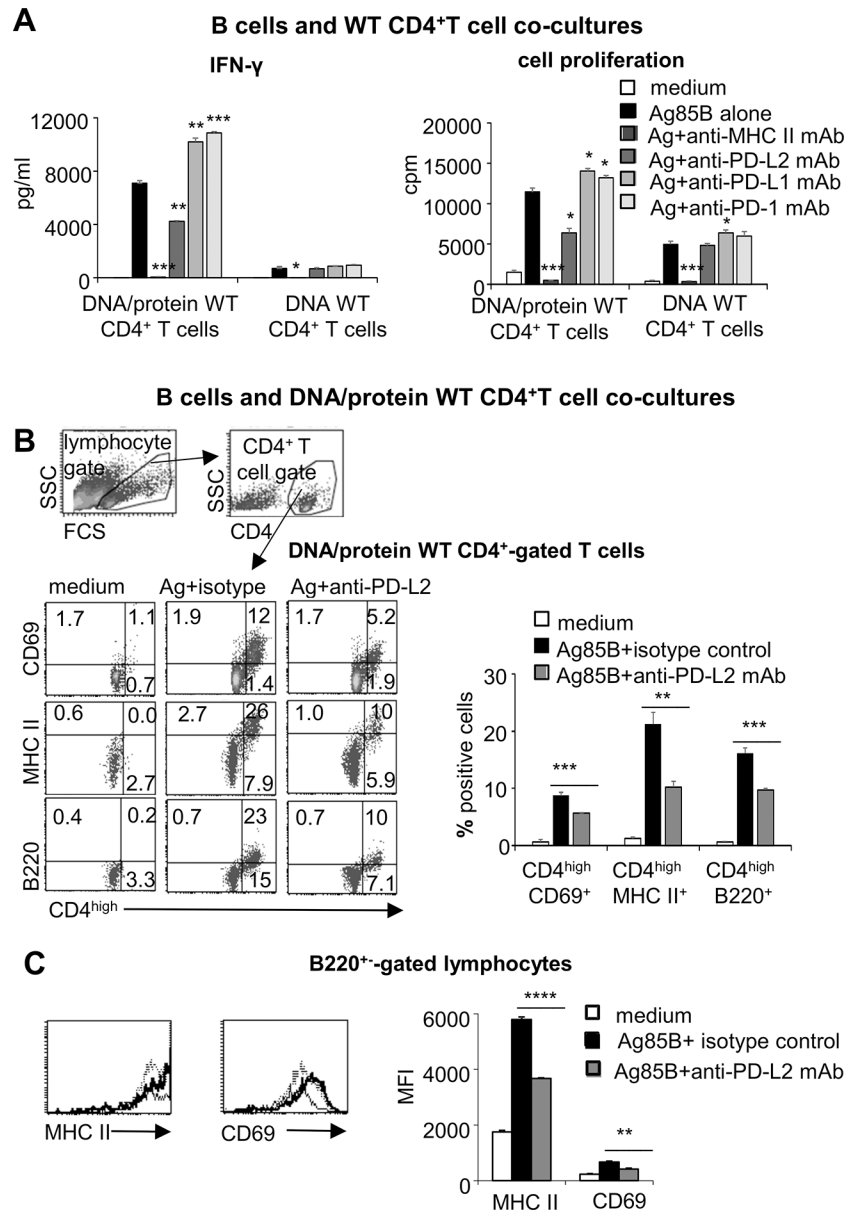 A
B cells and WT CD4⁺T cell co-cultures
IFN-γ
cell proliferation
medium
Ag85B alone
Ag+anti-MHC II mAb
Ag+anti-PD-L2 mAb
Ag+anti-PD-L1 mAb
Ag+anti-PD-1 mAb
pg/ml
12000
8000
4000
0
***
**
**
***
*
DNA/protein WT
CD4⁺ T cells
DNA WT
CD4⁺ T cells
cpm
20000
15000
10000
5000
0
***
*
*
*
***
*
DNA/protein WT
CD4⁺ T cells
DNA WT
CD4⁺ T cells
B cells and DNA/protein WT CD4⁺T cell co-cultures
B
lymphocyte
gate
SSC
FCS
CD4⁺ T
cell gate
SSC
CD4
DNA/protein WT CD4⁺-gated T cells
medium
Ag+isotype
Ag+anti-PD-L2
CD69
1.7 1.1
0.7
1.9 12
1.4
1.7 5.2
1.9
MHC II
0.6 0.0
2.7
2.7 26
7.9
1.0 10
5.9
B220
0.4 0.2
3.3
0.7 23
15
0.7 10
7.1
CD4ʰⁱᵍʰ
medium
Ag85B+isotype control
Ag85B+anti-PD-L2 mAb
% positive cells
30
20
10
0
***
**
***
CD4ʰⁱᵍʰ
CD69⁺
CD4ʰⁱᵍʰ
MHC II⁺
CD4ʰⁱᵍʰ
B220⁺
C
B220⁺⁻-gated lymphocytes
MHC II
CD69
MFI
6000
4000
2000
0
****
**
MHC II
CD69
medium
Ag85B+ isotype control
Ag85B+anti-PD-L2 mAb